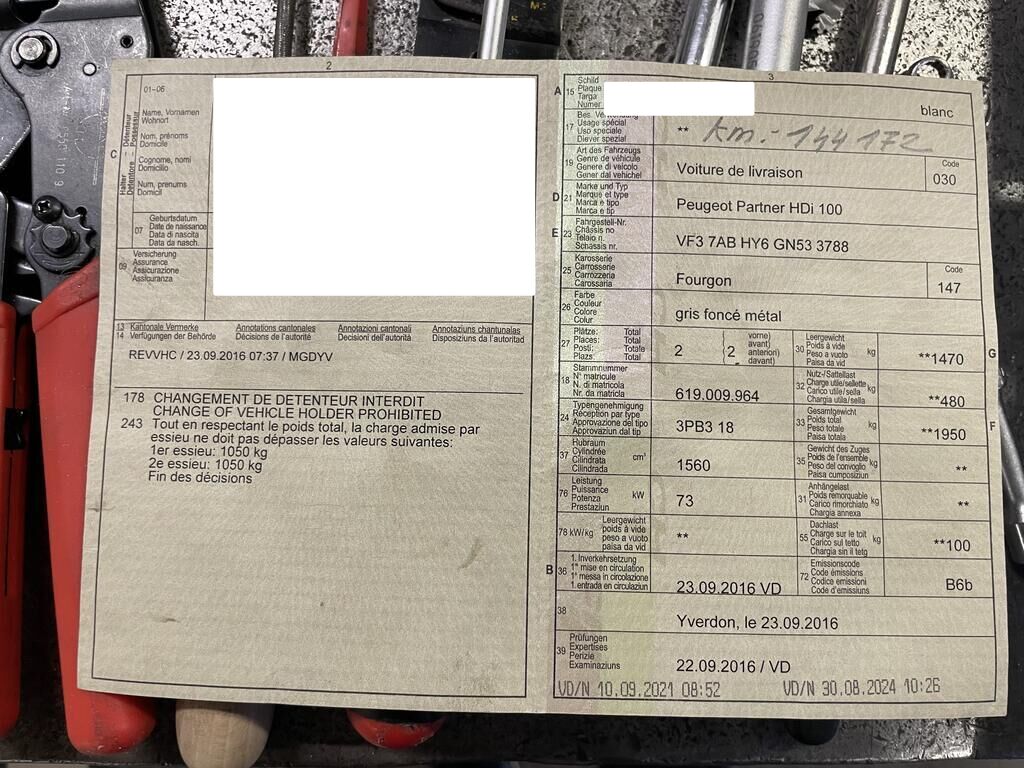 2
01–06
Name, Vornamen
Wohnort
Nom, prénoms
Domicile
Cognome, nomi
Domicilio
Num, prenums
Domicil
C
Halter - Détenteur
Detentore - Possessur
07
Geburtsdatum
Date de naissance
Data di nascita
Data da nasch.
09
Versicherung
Assurance
Assicurazione
Assicuranza
13 Kantonale Vermerke Annotations cantonales Annotazioni cantonali Annotaziuns chantunalas
14 Verfügungen der Behörde Décisions de l'autorité Decisioni dell'autorità Disposiziuns da l'autoritad
REVVHC / 23.09.2016 07:37 / MGDYV
178 CHANGEMENT DE DETENTEUR INTERDIT
CHANGE OF VEHICLE HOLDER PROHIBITED
243 Tout en respectant le poids total, la charge admise par
essieu ne doit pas dépasser les valeurs suivantes:
1er essieu: 1050 kg
2e essieu: 1050 kg
Fin des décisions
3
A 15
Schild
Plaque
Targa
Numer
blanc
17
Bes. Verwendung
Usage spécial
Uso speciale
Diever spezial
** km.- 144 172
19
Art des Fahrzeugs
Genre de véhicule
Genere di veicolo
Gener dal vehichel
Voiture de livraison
Code
030
D 21
Marke und Typ
Marque et type
Marca e tipo
Marca e tip
Peugeot Partner HDi 100
E 23
Fahrgestell-Nr.
Châssis no
Telaio n.
Schassis nr.
VF3 7AB HY6 GN53 3788
25
Karosserie
Carrosserie
Carrozzeria
Carossaria
Fourgon
Code
147
26
Farbe
Couleur
Colore
Colur
gris foncé métal
27
Plätze: Total
Places: Total
Posti: Totale
Plazs: Total
2
2
vorne)
avant)
anteriori)
davant)
30
Leergewicht
Poids à vide
Peso a vuoto
Paisa da vid
kg
**1470
G
18
Stammnummer
N° matricule
N. di matricola
Nr. da matricla
619.009.964
32
Nutz-/Sattellast
Charge utile/sellette
Carico utile/sella
Chargia utila/sella
kg
**480
24
Typengenehmigung
Réception par type
Approvazione del tipo
Approvaziun dal tip
3PB3 18
33
Gesamtgewicht
Poids total
Peso totale
Paisa totala
kg
**1950
F
37
Hubraum
Cylindrée
Cilindrata
Cilindrada
cm³
1560
35
Gewicht des Zuges
Poids de l'ensemble
Peso del convoglio
Paisa cumposiziun
kg
**
76
Leistung
Puissance
Potenza
Prestaziun
kW
73
31
Anhängelast
Poids remorquable
Carico rimorchiato
Chargia annexa
kg
**
78 kW/kg
Leergewicht
poids à vide
peso a vuoto
paisa da vid
**
55
Dachlast
Charge sur le toit
Carico sul tetto
Chargia sin il tetg
kg
**100
B 36
1. Inverkehrsetzung
1re mise en circulation
1a messa in circolazione
1. entrada en circulaziun
23.09.2016 VD
72
Emissionscode
Code émissions
Codice emissioni
Code d'emissiuns
B6b
38
Yverdon, le 23.09.2016
39
Prüfungen
Expertises
Perizie
Examinaziuns
22.09.2016 / VD
VD/N 10.09.2021 08:52 VD/N 30.08.2024 10:26